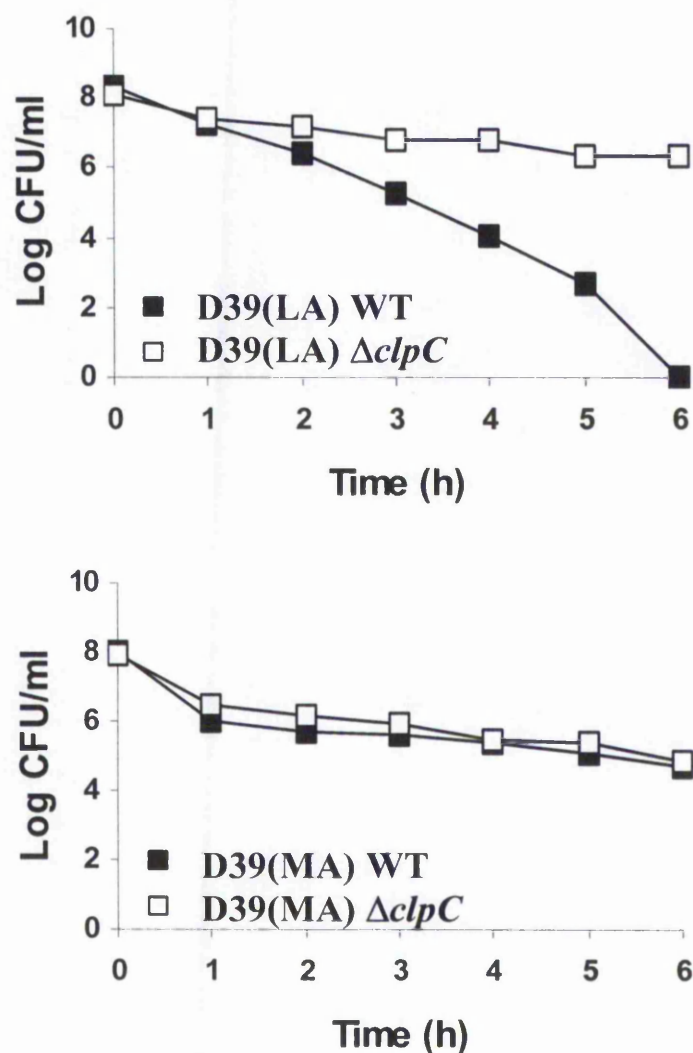 10
8
6
4
2
0
Log CFU/ml
D39(LA) WT
D39(LA) ΔclpC
0 1 2 3 4 5 6
Time (h)
10
8
6
4
2
0
Log CFU/ml
D39(MA) WT
D39(MA) ΔclpC
0 1 2 3 4 5 6
Time (h)